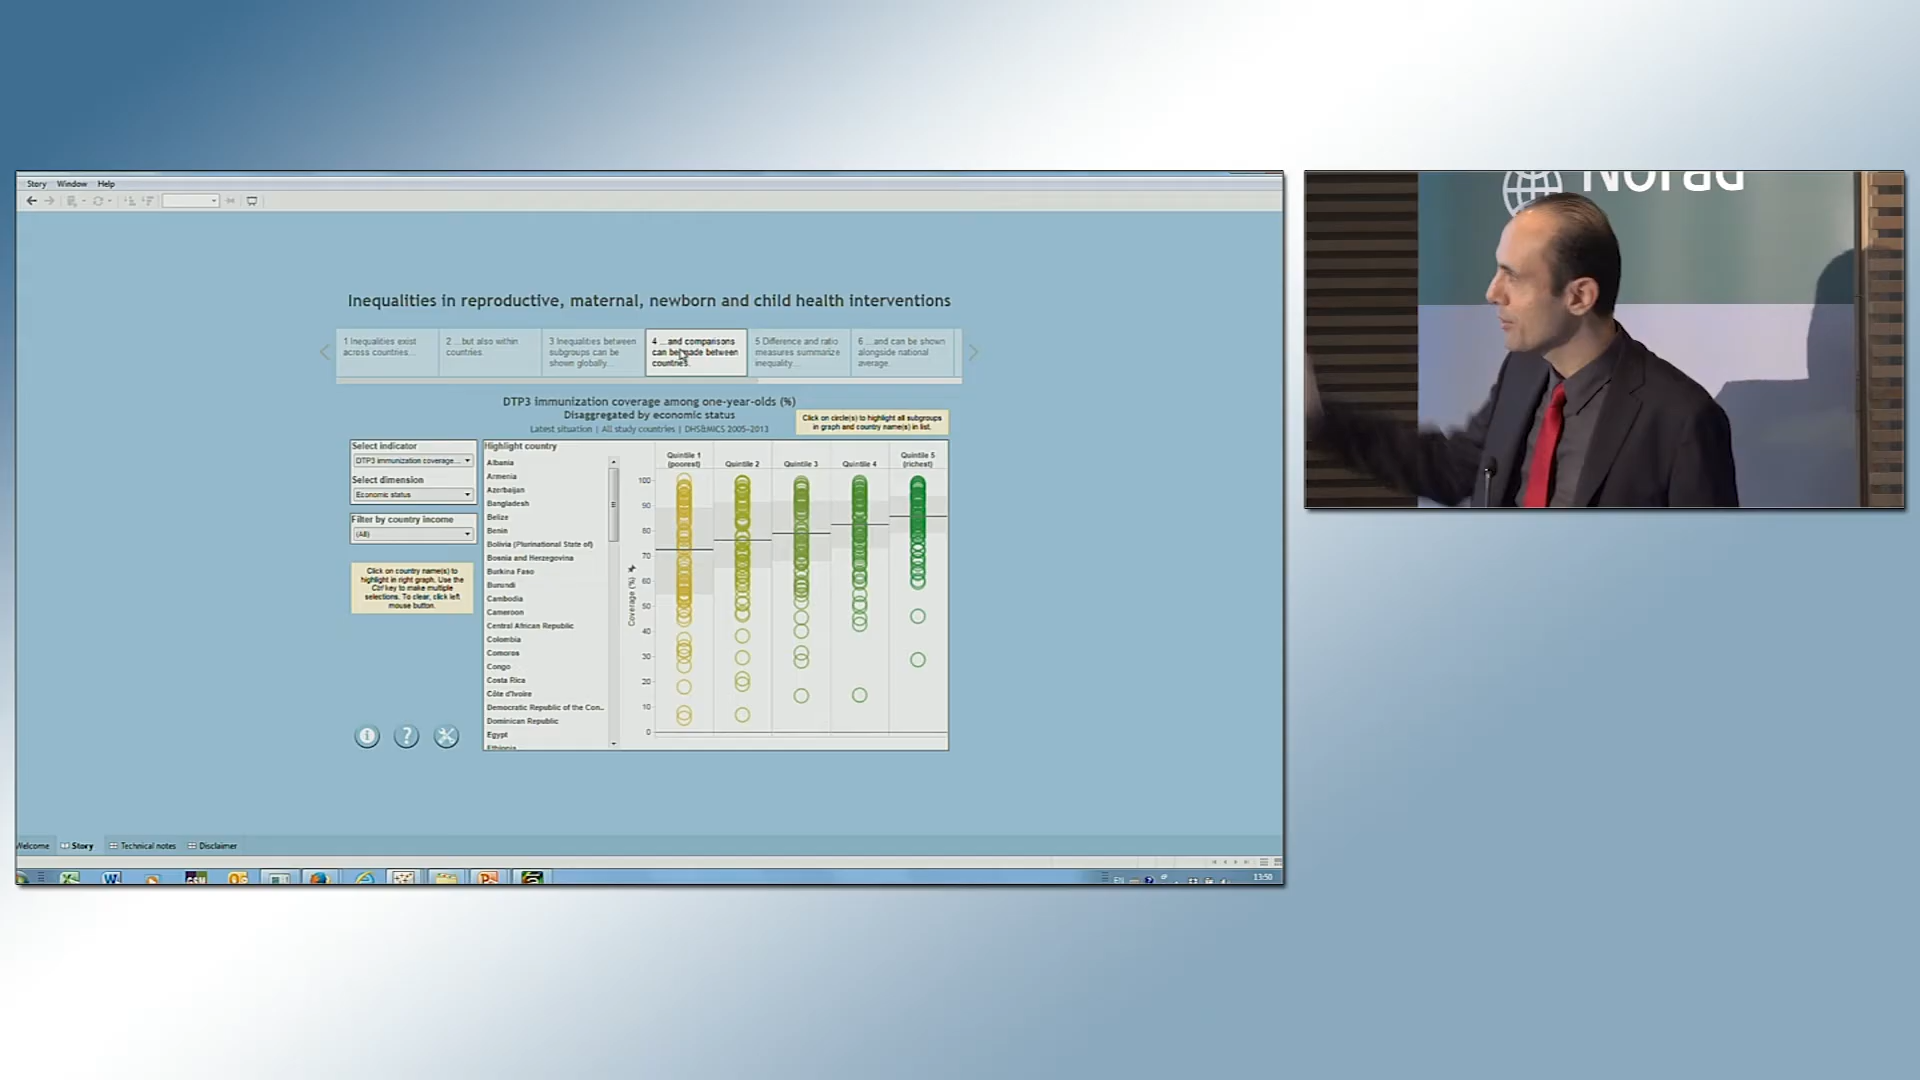 Story Window Help
Inequalities in reproductive, maternal, newborn and child health interventions
1 Inequalities exist
across countries...
2 ...but also within
countries.
3 Inequalities between
subgroups can be
shown globally...
4 ...and comparisons
can be made between
countries.
5 Difference and ratio
measures summarize
inequality...
6 ...and can be shown
alongside national
average.
DTP3 immunization coverage among one-year-olds (%)
Disaggregated by economic status
Latest situation | All study countries | DHS&MICS 2005–2013
Click on circle(s) to highlight all subgroups
in graph and country name(s) in list.
Select indicator
DTP3 immunization coverage...
Select dimension
Economic status
Filter by country income
(All)
Click on country name(s) to
highlight in right graph. Use the
Ctrl key to make multiple
selections. To clear, click left
mouse button.
Highlight country
Albania
Armenia
Azerbaijan
Bangladesh
Belize
Benin
Bolivia (Plurinational State of)
Bosnia and Herzegovina
Burkina Faso
Burundi
Cambodia
Cameroon
Central African Republic
Colombia
Comoros
Congo
Costa Rica
Côte d'Ivoire
Democratic Republic of the Con..
Dominican Republic
Egypt
Ethiopia
Quintile 1
(poorest)
Quintile 2
Quintile 3
Quintile 4
Quintile 5
(richest)
Coverage (%)
100
90
80
70
60
50
40
30
20
10
0
i
?
Welcome Story Technical notes Disclaimer
EN
13:50
Norad